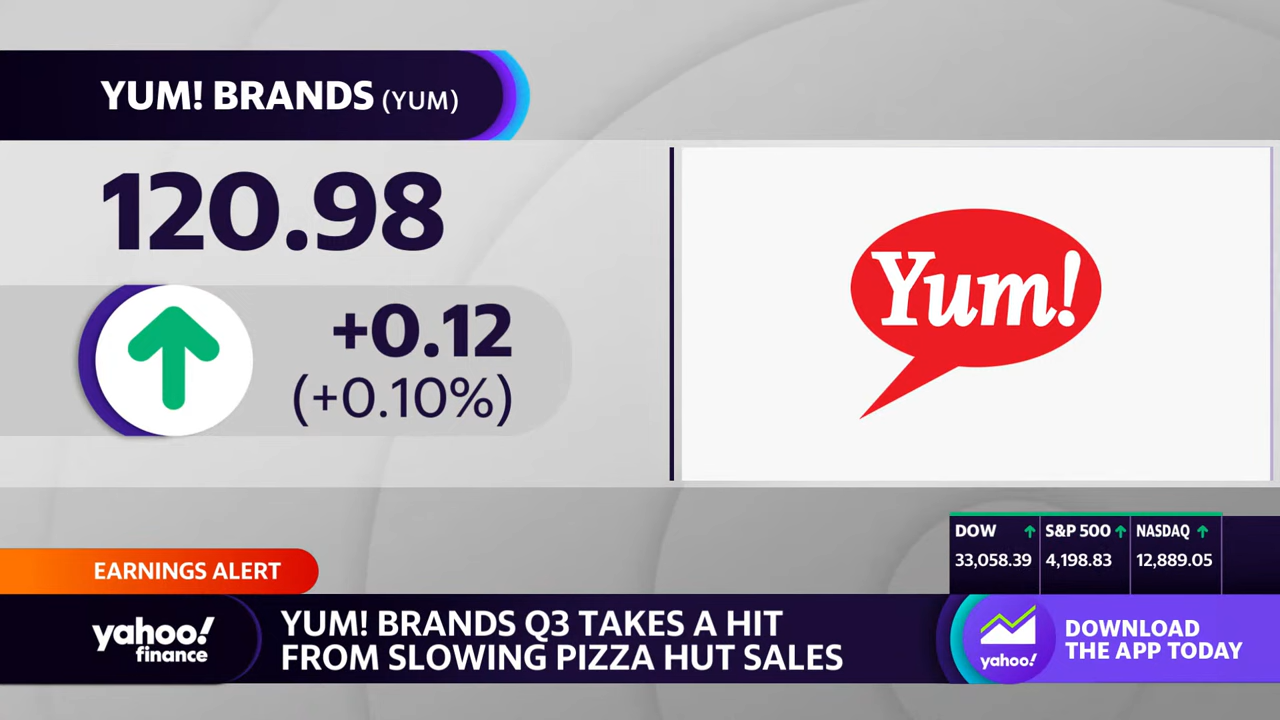 YUM! BRANDS (YUM)
120.98
+0.12
(+0.10%)
Yum!
DOW
33,058.39
S&P 500
4,198.83
NASDAQ
12,889.05
EARNINGS ALERT
yahoo!
finance
YUM! BRANDS Q3 TAKES A HIT
FROM SLOWING PIZZA HUT SALES
yahoo!
DOWNLOAD
THE APP TODAY